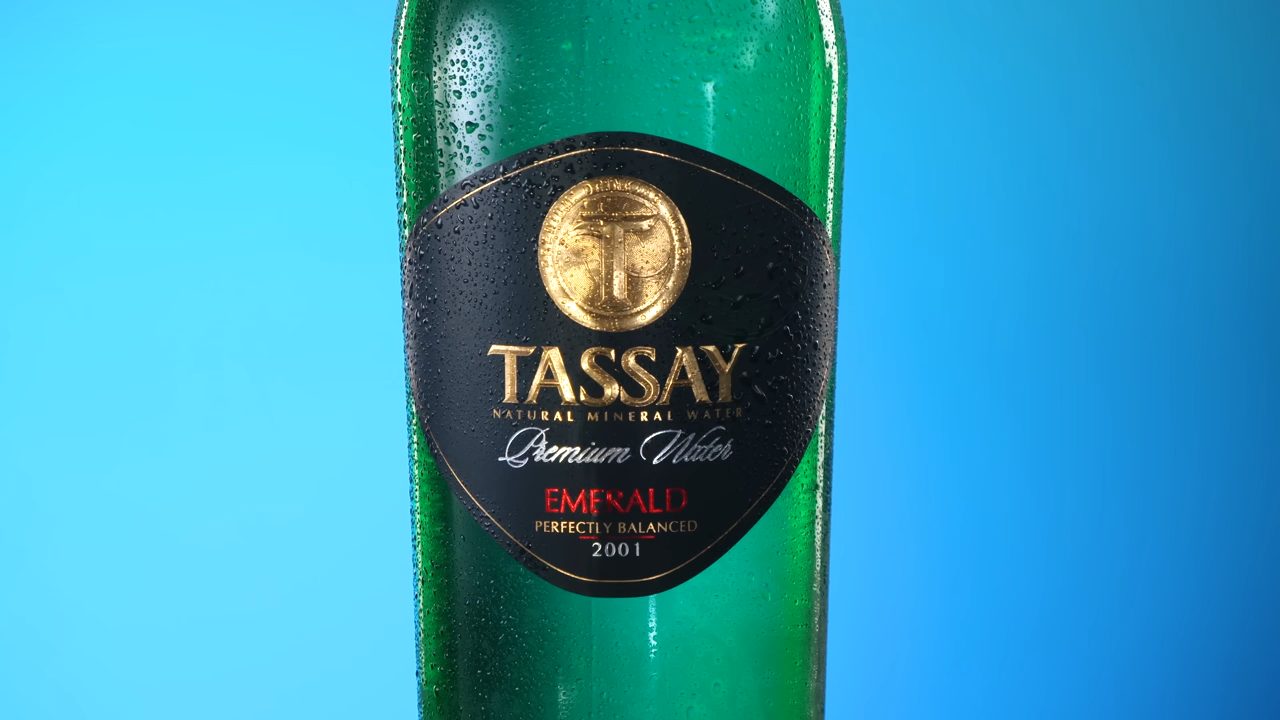 T
TASSAY
NATURAL MINERAL WATER
Premium Water
EMERALD
PERFECTLY BALANCED
2001